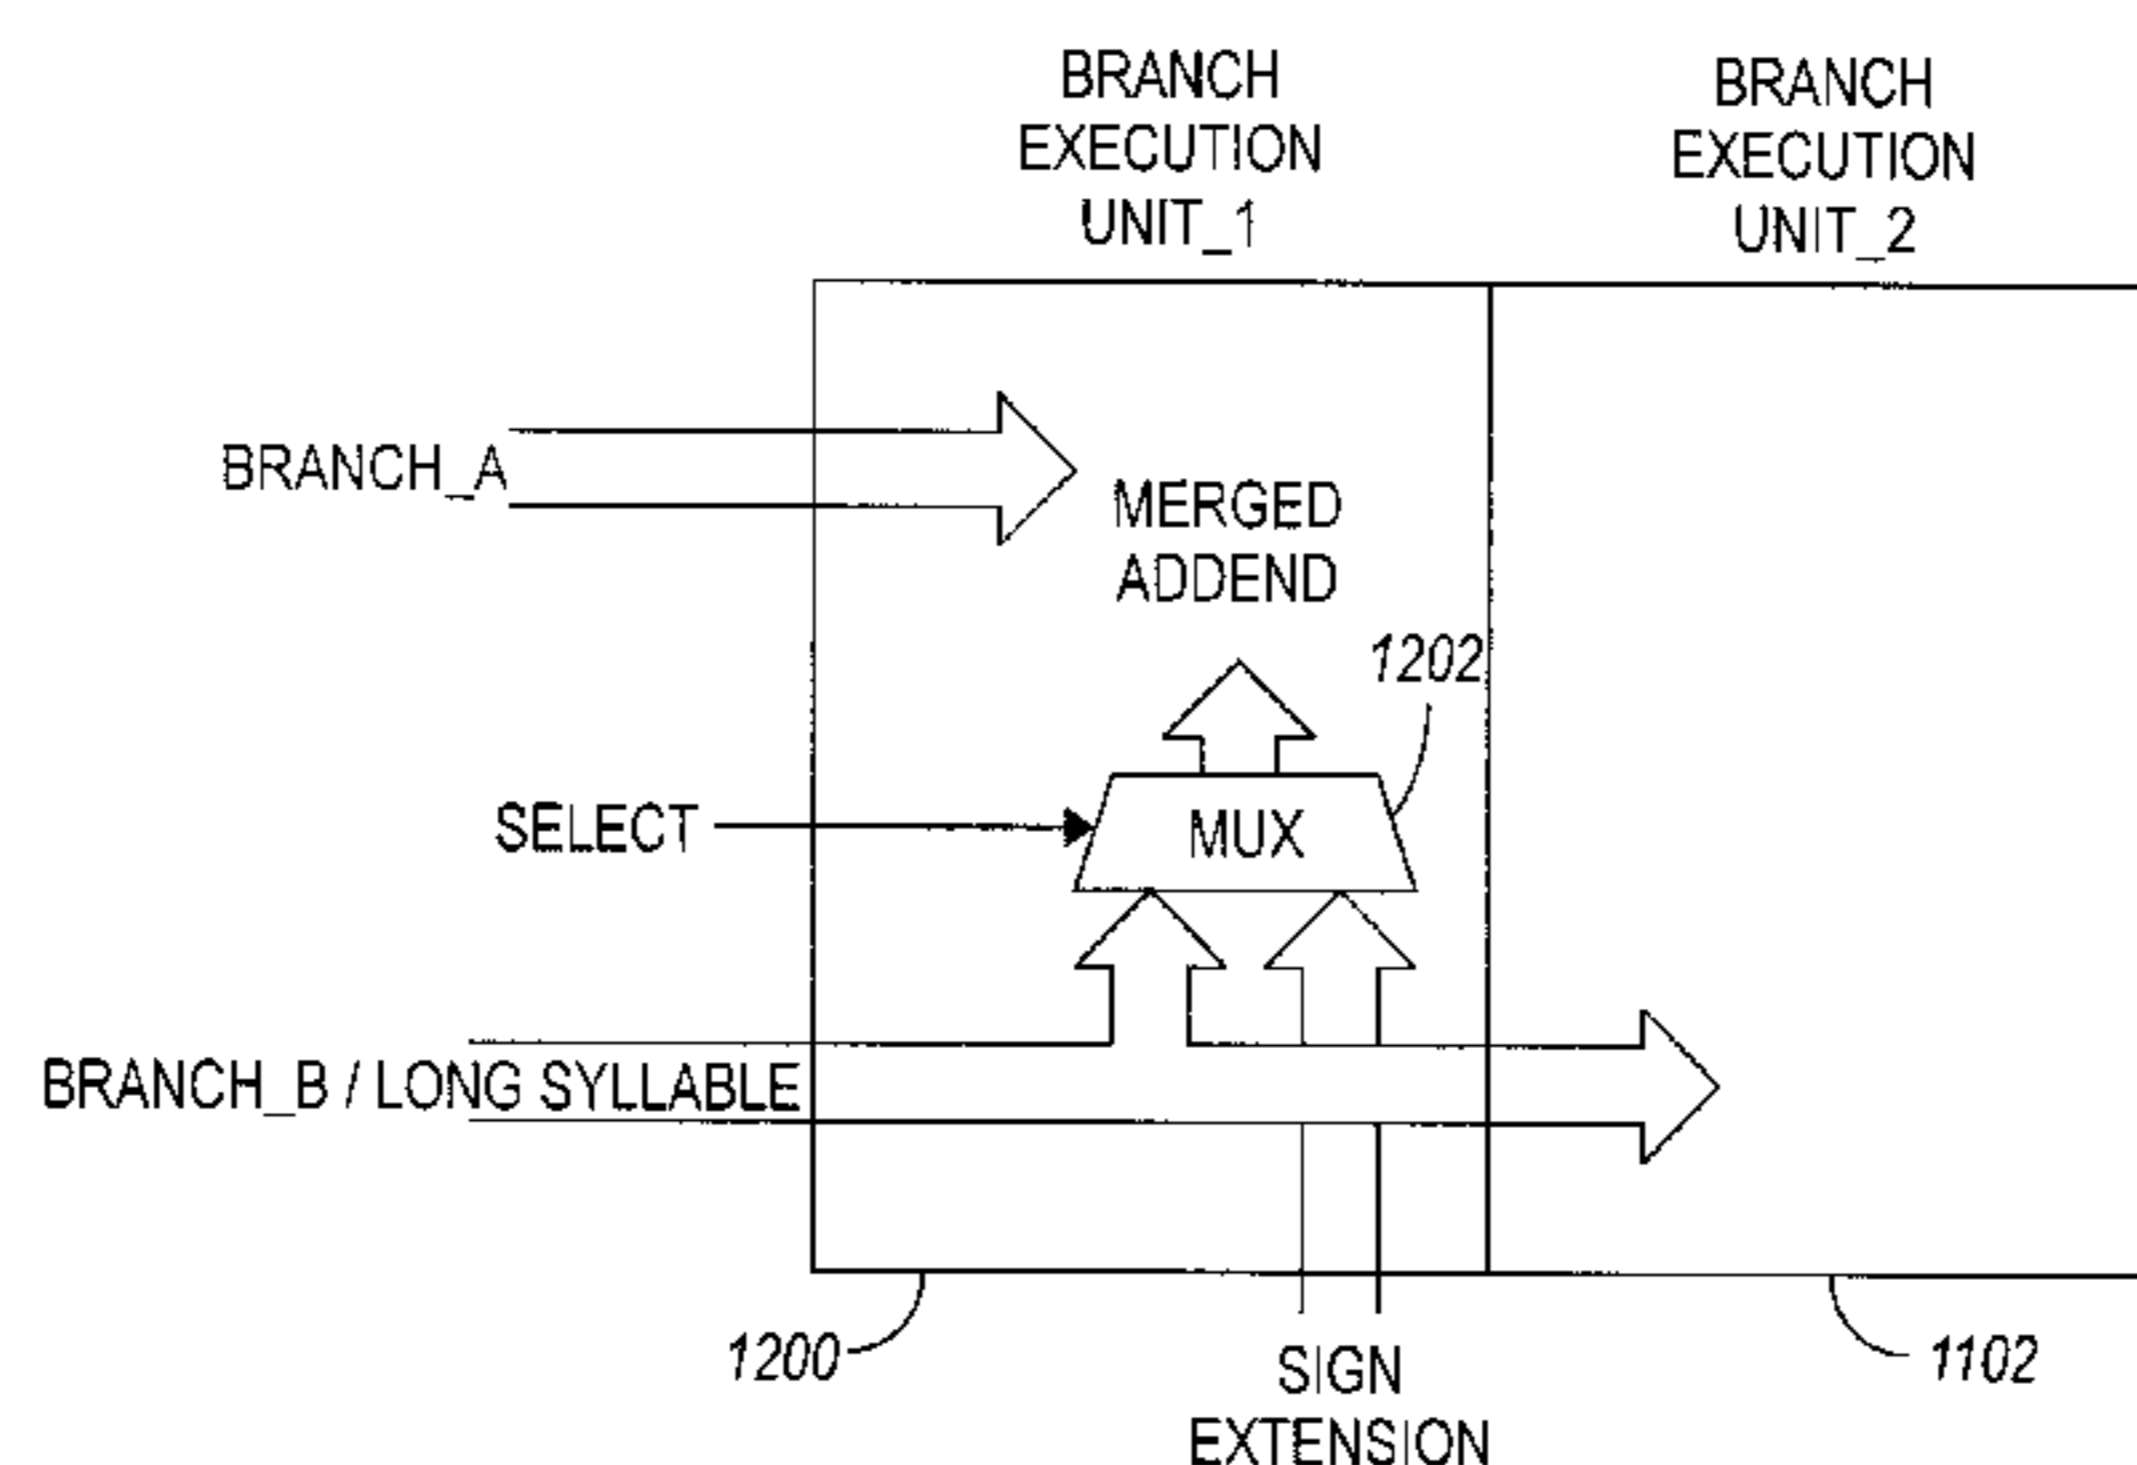 BRANCH
EXECUTION
UNIT_1
BRANCH
EXECUTION
UNIT_2
BRANCH_A
MERGED
ADDEND
1202
SELECT
MUX
BRANCH_B / LONG SYLLABLE
1200
SIGN
EXTENSION
1102